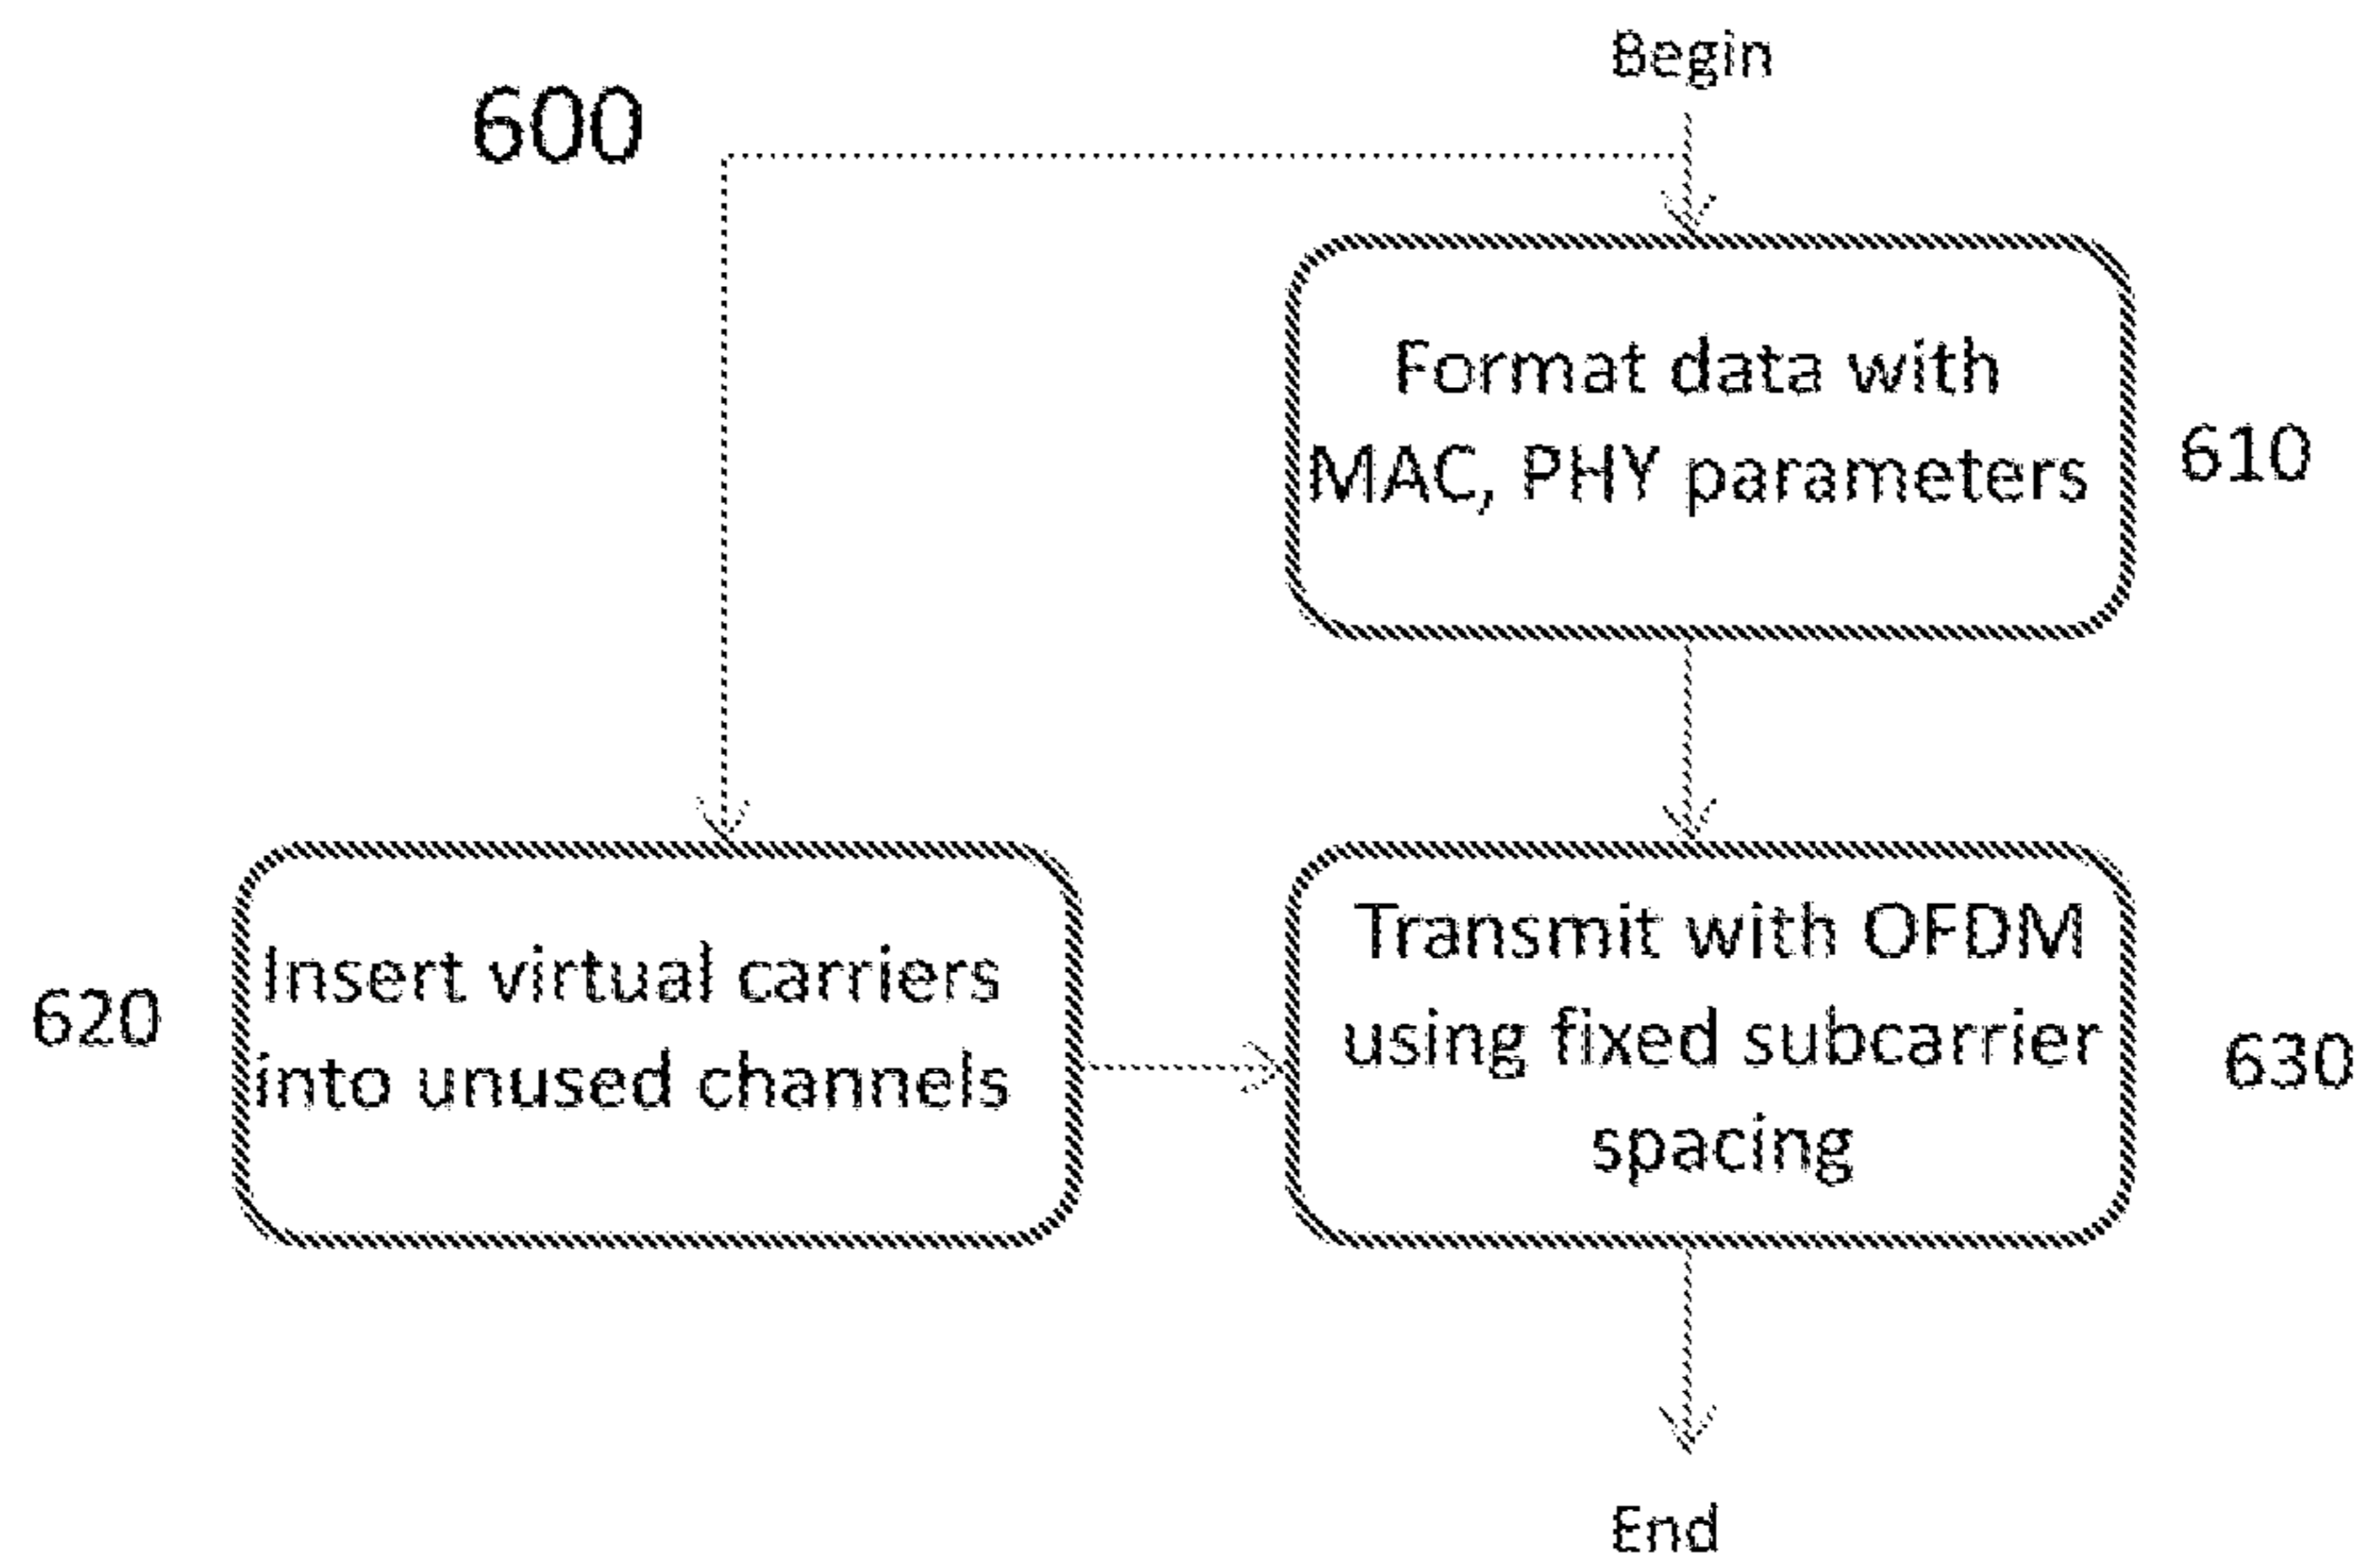 Begin
600
Format data with
MAC, PHY parameters
610
620
Insert virtual carriers
into unused channels
Transmit with OFDM
using fixed subcarrier
spacing
630
End